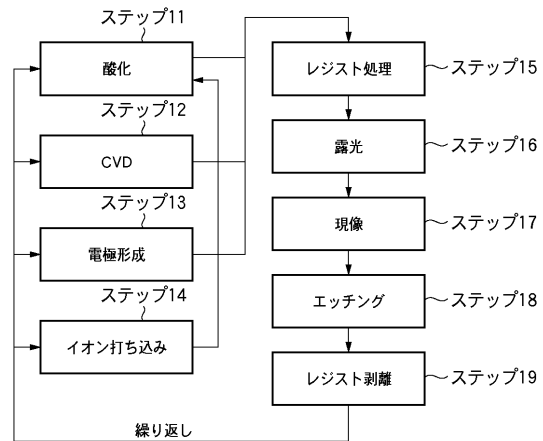 ステップ11
酸化
ステップ12
CVD
ステップ13
電極形成
ステップ14
イオン打ち込み
レジスト処理
ステップ15
露光
ステップ16
現像
ステップ17
エッチング
ステップ18
レジスト剥離
ステップ19
繰り返し